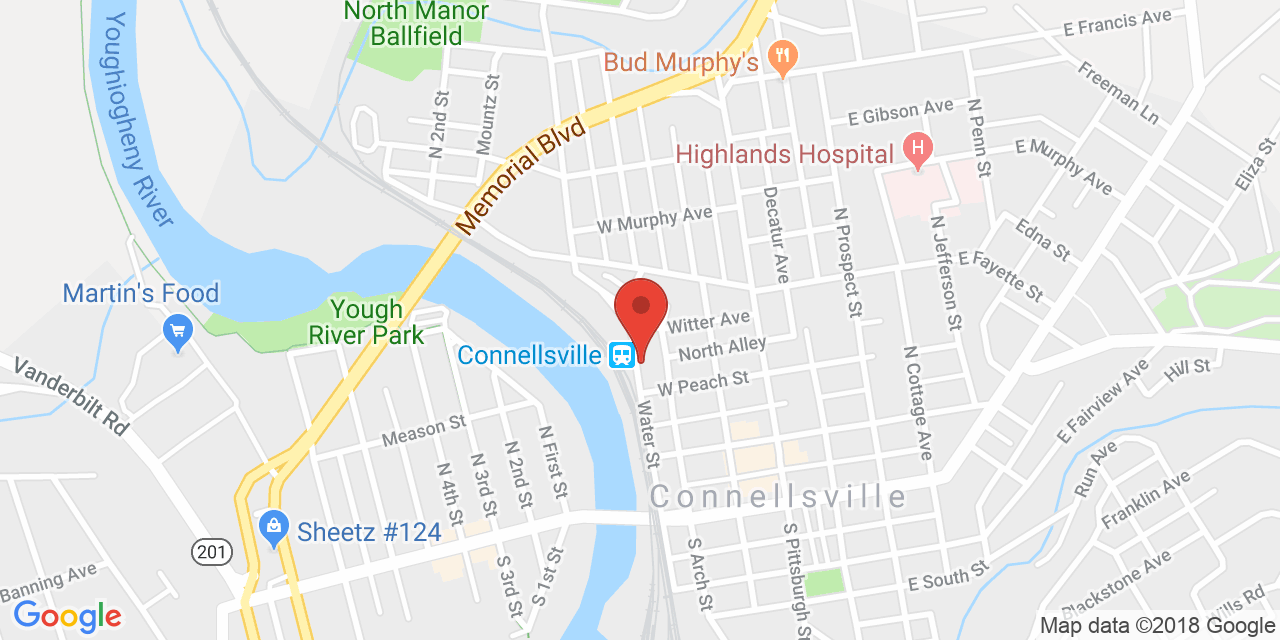 North Manor
Ballfield
E Francis Ave
Youghiogheny River
Bud Murphy's
Freeman Ln
N 2nd St
Mountz St
E Gibson Ave
N Penn St
Memorial Blvd
Highlands Hospital
H
E Murphy Ave
Eliza St
W Murphy Ave
Decatur Ave
N Prospect St
N Jefferson St
Edna St
E Fayette St
Martin's Food
Yough
River Park
Witter Ave
North Alley
Connellsville
W Peach St
Vanderbilt Rd
N Cottage Ave
Hill St
E Fairview Ave
Meason St
Water St
N First St
N 2nd St
N 3rd St
N 4th St
Run Ave
Franklin Ave
Connellsville
Sheetz #124
201
S 3rd St
S 1st St
S Arch St
S Pittsburgh St
E South St
Blackstone Ave
Wills Rd
Banning Ave
Google
Map data ©2018 Google